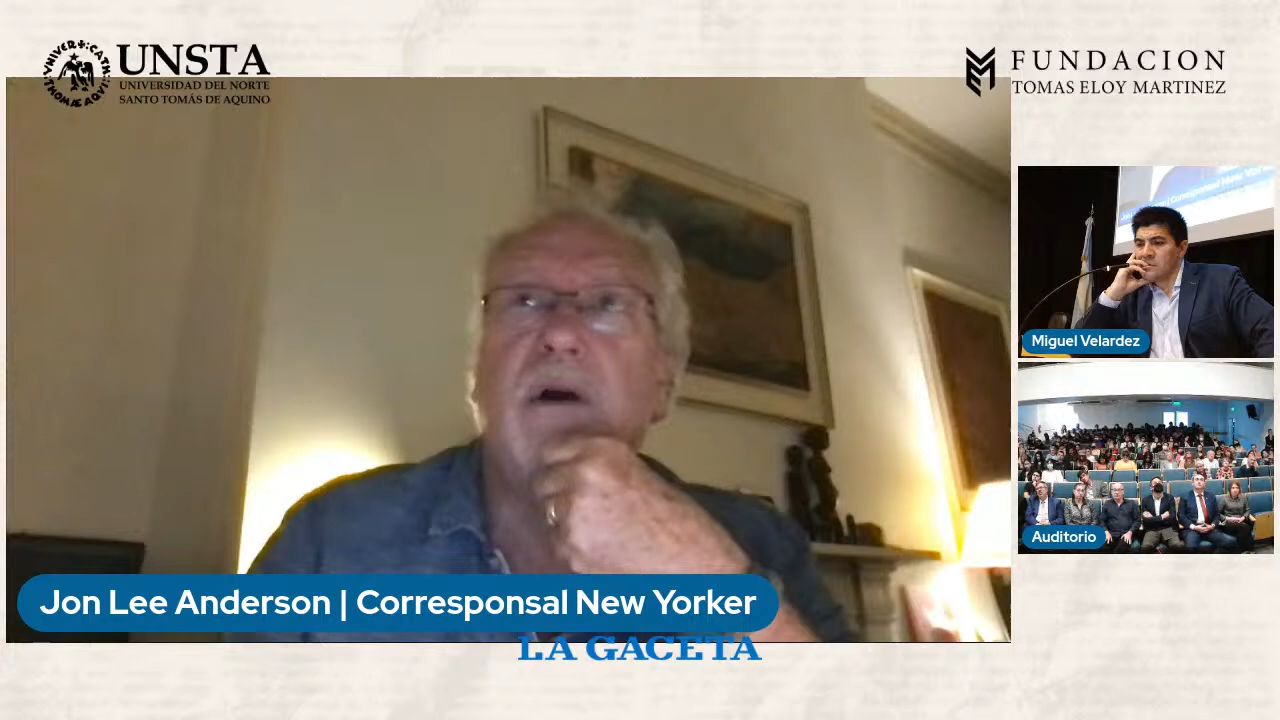 UNSTA
UNIVERSIDAD DEL NORTE
SANTO TOMÁS DE AQUINO
FUNDACION
TOMAS ELOY MARTINEZ
Miguel Velardez
Auditorio
Jon Lee Anderson | Corresponsal New Yorker
LA GACETA